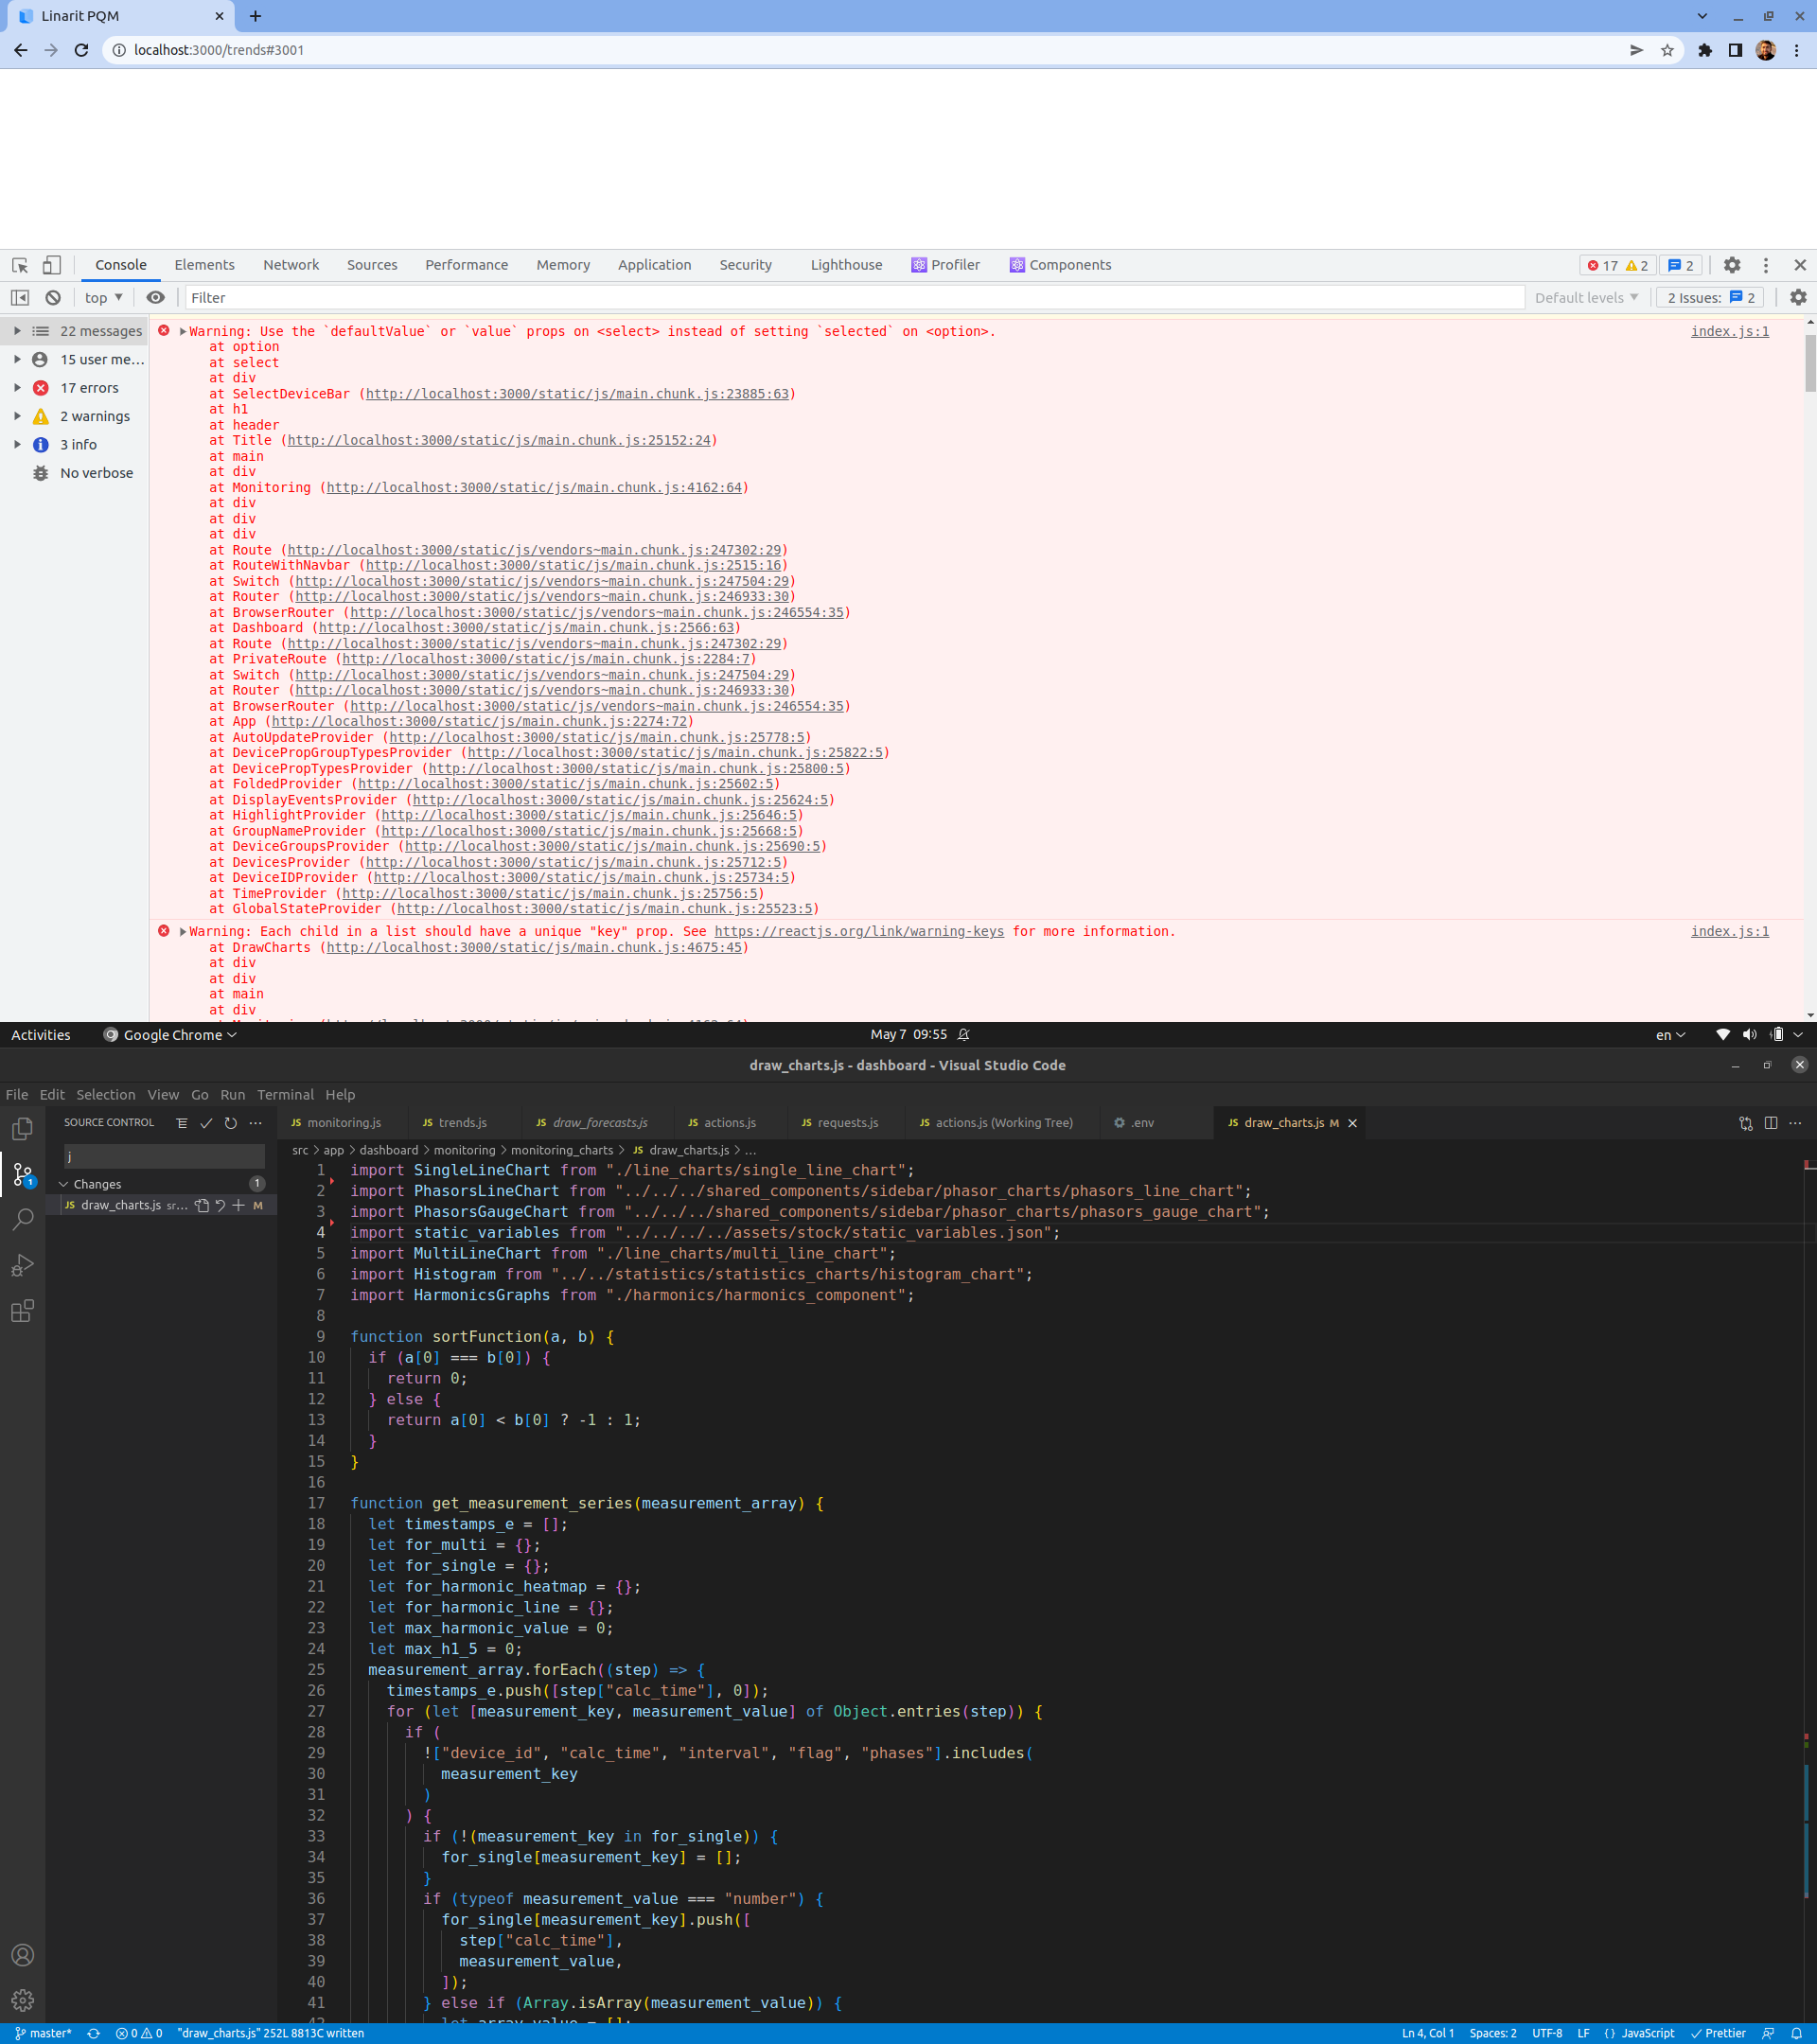 Linarit PQM
localhost:3000/trends#3001
Console Elements Network Sources Performance Memory Application Security Lighthouse Profiler Components 17 2 2
top Filter Default levels 2 Issues: 2
22 messages
15 user me...
17 errors
2 warnings
3 info
No verbose
Warning: Use the `defaultValue` or `value` props on <select> instead of setting `selected` on <option>. index.js:1
at option
at select
at div
at SelectDeviceBar (http://localhost:3000/static/js/main.chunk.js:23885:63)
at h1
at header
at Title (http://localhost:3000/static/js/main.chunk.js:25152:24)
at main
at div
at Monitoring (http://localhost:3000/static/js/main.chunk.js:4162:64)
at div
at div
at div
at Route (http://localhost:3000/static/js/vendors~main.chunk.js:247302:29)
at RouteWithNavbar (http://localhost:3000/static/js/main.chunk.js:2515:16)
at Switch (http://localhost:3000/static/js/vendors~main.chunk.js:247504:29)
at Router (http://localhost:3000/static/js/vendors~main.chunk.js:246933:30)
at BrowserRouter (http://localhost:3000/static/js/vendors~main.chunk.js:246554:35)
at Dashboard (http://localhost:3000/static/js/main.chunk.js:2566:63)
at Route (http://localhost:3000/static/js/vendors~main.chunk.js:247302:29)
at PrivateRoute (http://localhost:3000/static/js/main.chunk.js:2284:7)
at Switch (http://localhost:3000/static/js/vendors~main.chunk.js:247504:29)
at Router (http://localhost:3000/static/js/vendors~main.chunk.js:246933:30)
at BrowserRouter (http://localhost:3000/static/js/vendors~main.chunk.js:246554:35)
at App (http://localhost:3000/static/js/main.chunk.js:2274:72)
at AutoUpdateProvider (http://localhost:3000/static/js/main.chunk.js:25778:5)
at DevicePropGroupTypesProvider (http://localhost:3000/static/js/main.chunk.js:25822:5)
at DevicePropTypesProvider (http://localhost:3000/static/js/main.chunk.js:25800:5)
at FoldedProvider (http://localhost:3000/static/js/main.chunk.js:25602:5)
at DisplayEventsProvider (http://localhost:3000/static/js/main.chunk.js:25624:5)
at HighlightProvider (http://localhost:3000/static/js/main.chunk.js:25646:5)
at GroupNameProvider (http://localhost:3000/static/js/main.chunk.js:25668:5)
at DeviceGroupsProvider (http://localhost:3000/static/js/main.chunk.js:25690:5)
at DevicesProvider (http://localhost:3000/static/js/main.chunk.js:25712:5)
at DeviceIDProvider (http://localhost:3000/static/js/main.chunk.js:25734:5)
at TimeProvider (http://localhost:3000/static/js/main.chunk.js:25756:5)
at GlobalStateProvider (http://localhost:3000/static/js/main.chunk.js:25523:5)
Warning: Each child in a list should have a unique "key" prop. See https://reactjs.org/link/warning-keys for more information. index.js:1
at DrawCharts (http://localhost:3000/static/js/main.chunk.js:4675:45)
at div
at div
at main
at div
Activities Google Chrome May 7 09:55 en
draw_charts.js - dashboard - Visual Studio Code
File Edit Selection View Go Run Terminal Help
SOURCE CONTROL
j
Changes 1
draw_charts.js sr... M
1
monitoring.js trends.js draw_forecasts.js actions.js requests.js actions.js (Working Tree) .env draw_charts.js M
src > app > dashboard > monitoring > monitoring_charts > draw_charts.js > ...
1 import SingleLineChart from "./line_charts/single_line_chart";
2 import PhasorsLineChart from "../../../shared_components/sidebar/phasor_charts/phasors_line_chart";
3 import PhasorsGaugeChart from "../../../shared_components/sidebar/phasor_charts/phasors_gauge_chart";
4 import static_variables from "../../../../assets/stock/static_variables.json";
5 import MultiLineChart from "./line_charts/multi_line_chart";
6 import Histogram from "../../statistics/statistics_charts/histogram_chart";
7 import HarmonicsGraphs from "./harmonics/harmonics_component";
8
9 function sortFunction(a, b) {
10 if (a[0] === b[0]) {
11 return 0;
12 } else {
13 return a[0] < b[0] ? -1 : 1;
14 }
15 }
16
17 function get_measurement_series(measurement_array) {
18 let timestamps_e = [];
19 let for_multi = {};
20 let for_single = {};
21 let for_harmonic_heatmap = {};
22 let for_harmonic_line = {};
23 let max_harmonic_value = 0;
24 let max_h1_5 = 0;
25 measurement_array.forEach((step) => {
26 timestamps_e.push([step["calc_time"], 0]);
27 for (let [measurement_key, measurement_value] of Object.entries(step)) {
28 if (
29 !["device_id", "calc_time", "interval", "flag", "phases"].includes(
30 measurement_key
31 )
32 ) {
33 if (!(measurement_key in for_single)) {
34 for_single[measurement_key] = [];
35 }
36 if (typeof measurement_value === "number") {
37 for_single[measurement_key].push([
38 step["calc_time"],
39 measurement_value,
40 ]);
41 } else if (Array.isArray(measurement_value)) {
master* 0 0 "draw_charts.js" 252L 8813C written Ln 4, Col 1 Spaces: 2 UTF-8 LF { } JavaScript Prettier